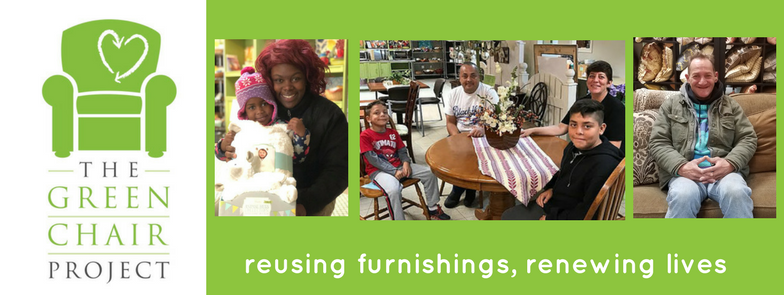 THE
GREEN
CHAIR
PROJECT
reusing furnishings, renewing lives